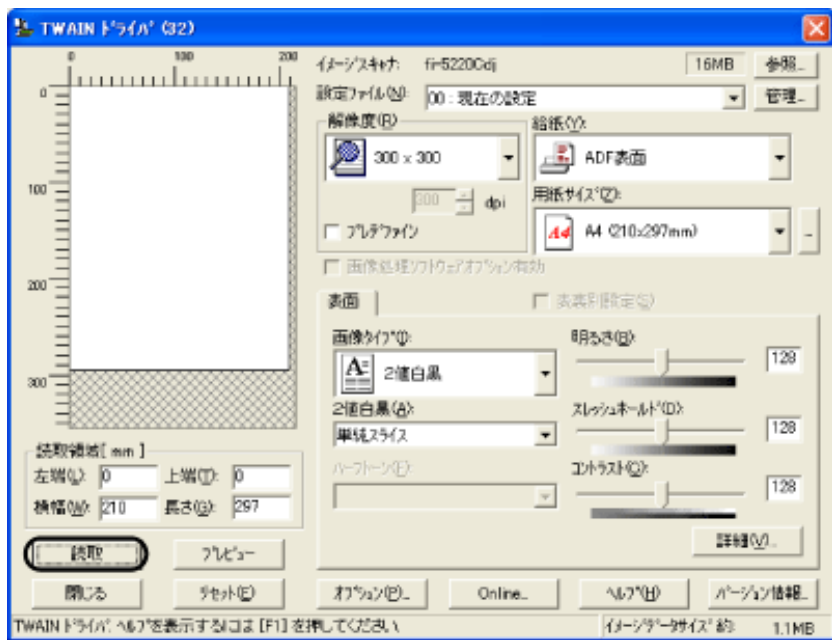 TWAIN ドライバ (32)
0 100 200
0
100
200
300
イメージスキャナ: fi-5220Cdj 16MB 参照...
設定ファイル(N): 00 : 現在の設定 管理...
解像度(R)
300 x 300
300 dpi
プレデファイン
給紙(Y):
ADF表面
用紙サイズ(Z):
A4 A4 (210x297mm) ...
画像処理ソフトウェアオプション有効
表面
表裏別設定(S)
画像タイプ(I):
2値白黒
2値白黒(A):
単純スライス
ハーフトーン(F):
明るさ(B):
128
スレッショホールド(D):
128
コントラスト(C):
128
詳細(V)...
読取領域[ mm ]
左端(L): 0 上端(T): 0
横幅(W): 210 長さ(G): 297
読取 プレビュー
閉じる リセット(E) オプション(P)... Online... ヘルプ(H) バージョン情報...
TWAIN ドライバ. ヘルプを表示するには [F1] を押してください イメージデータサイズ 約: 1.1MB